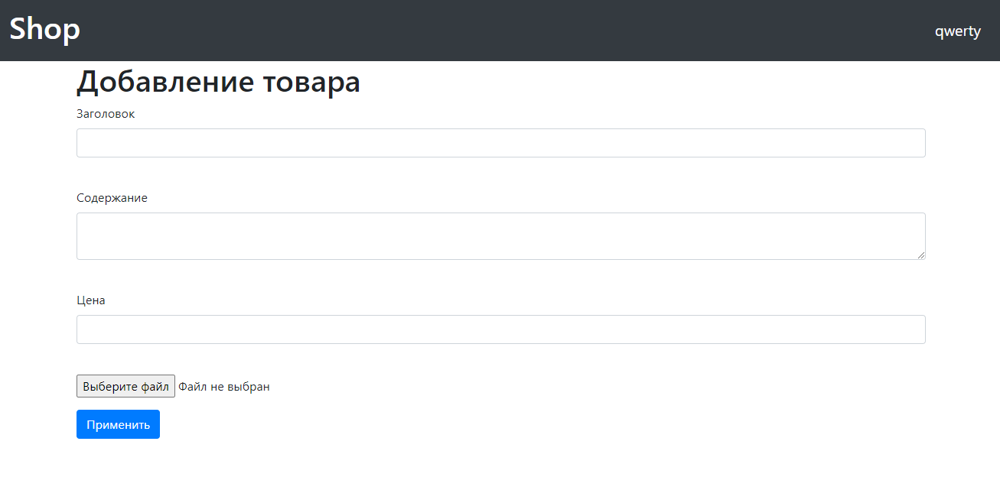 Shop
qwerty
Добавление товара
Заголовок
Содержание
Цена
Выберите файл Файл не выбран
Применить